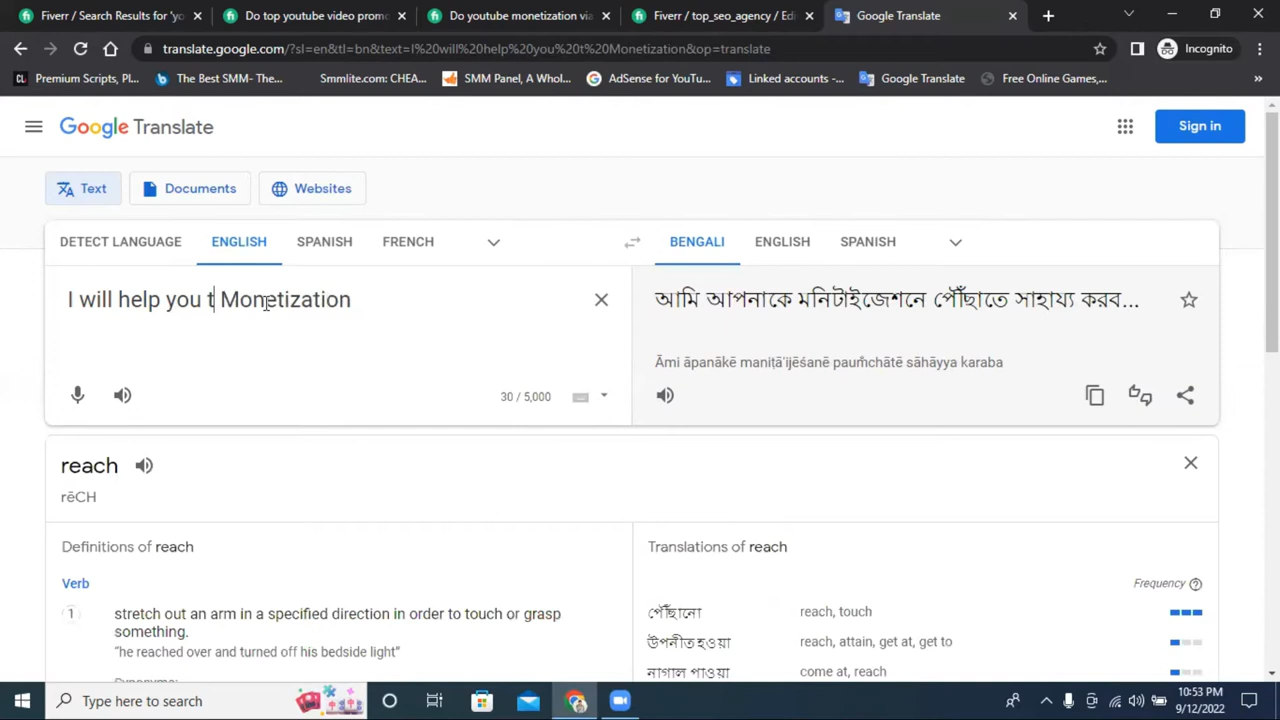 Fiverr / Search Results for 'yo
Do top youtube video promo
Do youtube monetization via
Fiverr / top_seo_agency / Edi
Google Translate
translate.google.com/?sl=en&tl=bn&text=I%20will%20help%20you%20t%20Monetization&op=translate
Incognito
CL Premium Scripts, Pl...
The Best SMM- The...
Smmlite.com: CHEA...
SMM Panel, A Whol...
AdSense for YouTu...
Linked accounts -...
Google Translate
Free Online Games,...
Google Translate
Sign in
Text
Documents
Websites
DETECT LANGUAGE
ENGLISH
SPANISH
FRENCH
BENGALI
ENGLISH
SPANISH
I will help you t Monetization
আমি আপনাকে মনিটাইজেশনে পৌঁছাতে সাহায্য করব...
Āmi āpanākē maniṭā'ijēśanē paum̐chātē sāhāyya karaba
30 / 5,000
reach
rēCH
Definitions of reach
Translations of reach
Verb
Frequency
1
stretch out an arm in a specified direction in order to touch or grasp
something.
"he reached over and turned off his bedside light"
পৌঁছানো
reach, touch
উপনীত হওয়া
reach, attain, get at, get to
নাগাল পাওয়া
come at, reach
Type here to search
10:53 PM
9/12/2022